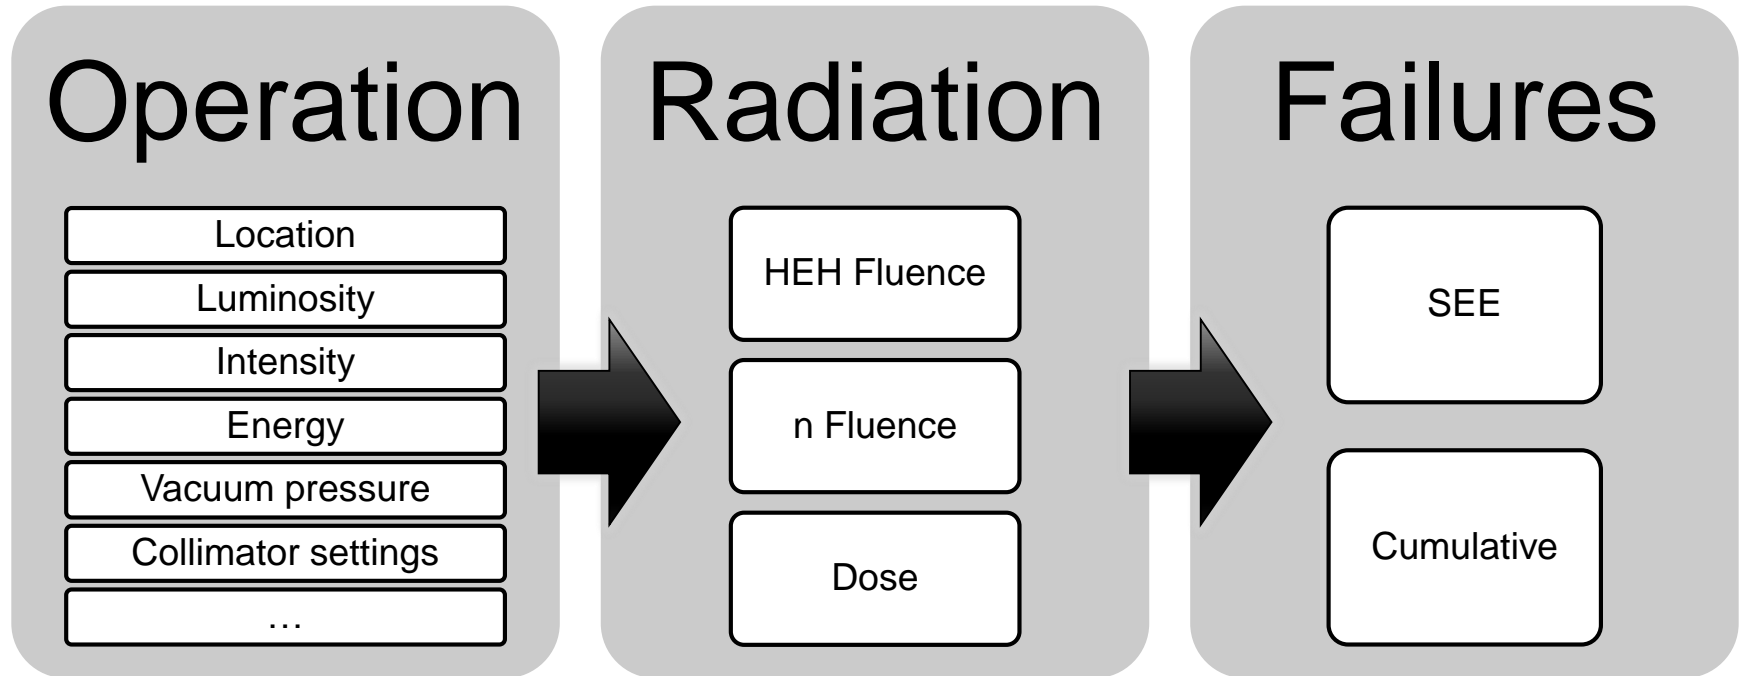 Operation
Location
Luminosity
Intensity
Energy
Vacuum pressure
Collimator settings
…
Radiation
HEH Fluence
n Fluence
Dose
Failures
SEE
Cumulative